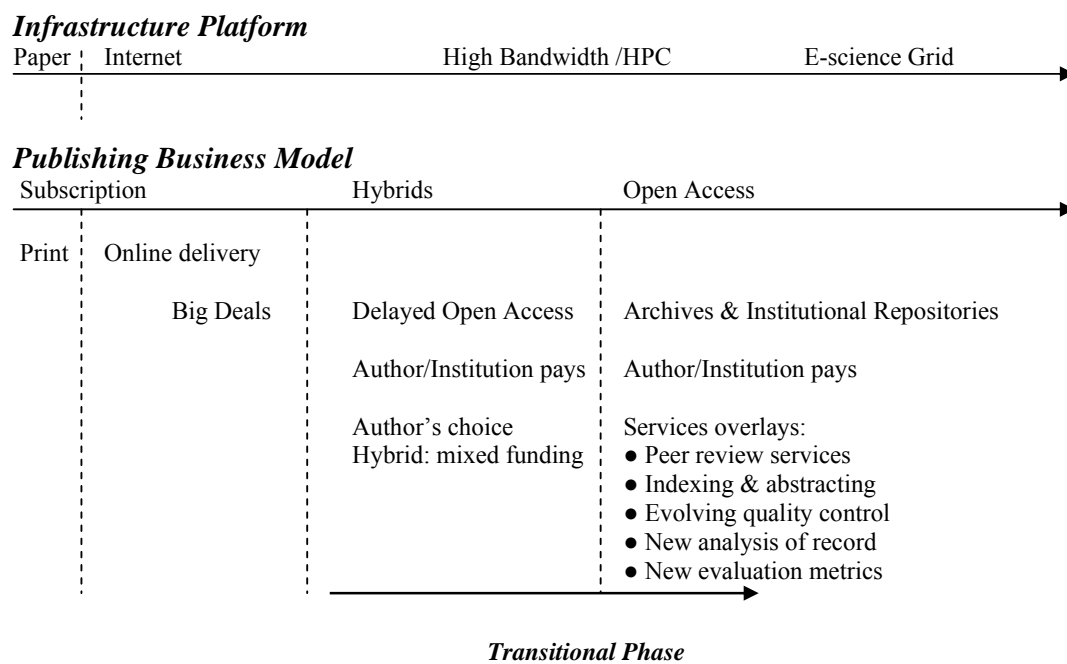 Infrastructure Platform
Paper Internet High Bandwidth /HPC E-science Grid
Publishing Business Model
Subscription Hybrids Open Access
Print Online delivery
Big Deals Delayed Open Access Archives & Institutional Repositories
Author/Institution pays Author/Institution pays
Author’s choice Services overlays:
Hybrid: mixed funding ● Peer review services
● Indexing & abstracting
● Evolving quality control
● New analysis of record
● New evaluation metrics
Transitional Phase